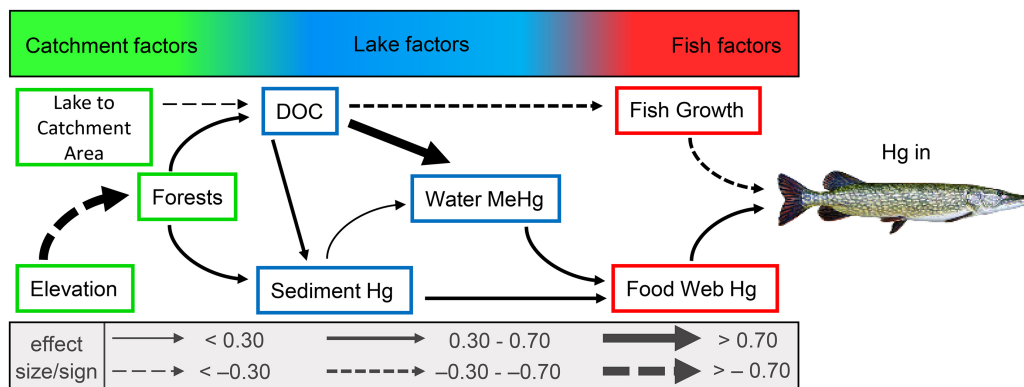 Catchment factors
Lake factors
Fish factors
Lake to
Catchment
Area
DOC
Fish Growth
Hg in
Forests
Water MeHg
Elevation
Sediment Hg
Food Web Hg
effect
size/sign
< 0.30
0.30 - 0.70
> 0.70
< –0.30
–0.30 - –0.70
> – 0.70